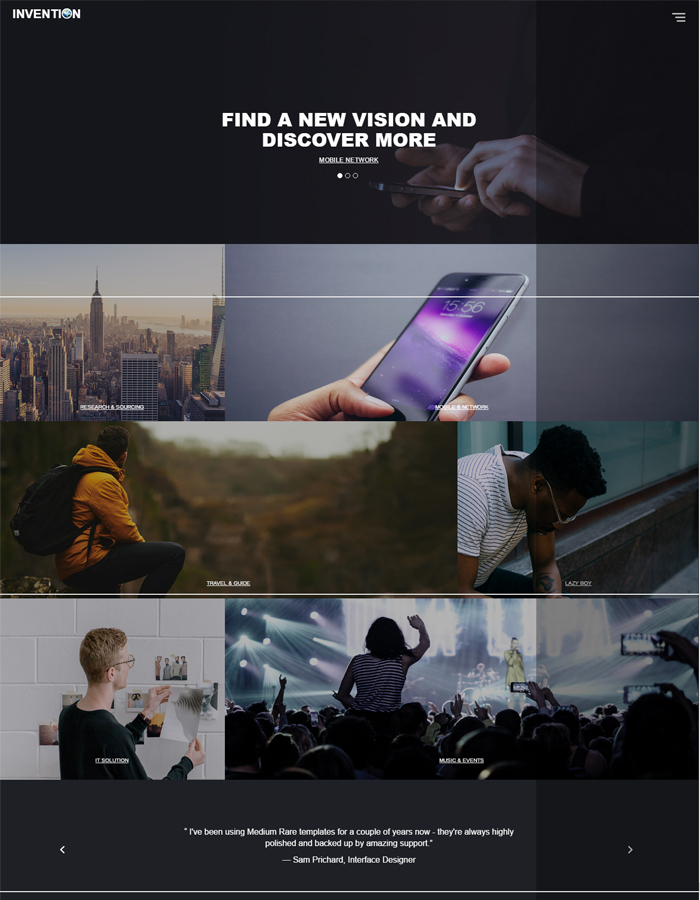 INVENTION
FIND A NEW VISION AND
DISCOVER MORE
MOBILE NETWORK
15:56
RESEARCH & SOURCING
MOBILE & NETWORK
TRAVEL & GUIDE
LAZY BOY
IT SOLUTION
MUSIC & EVENTS
" I've been using Medium Rare templates for a couple of years now - they're always highly
polished and backed up by amazing support."
— Sam Prichard, Interface Designer